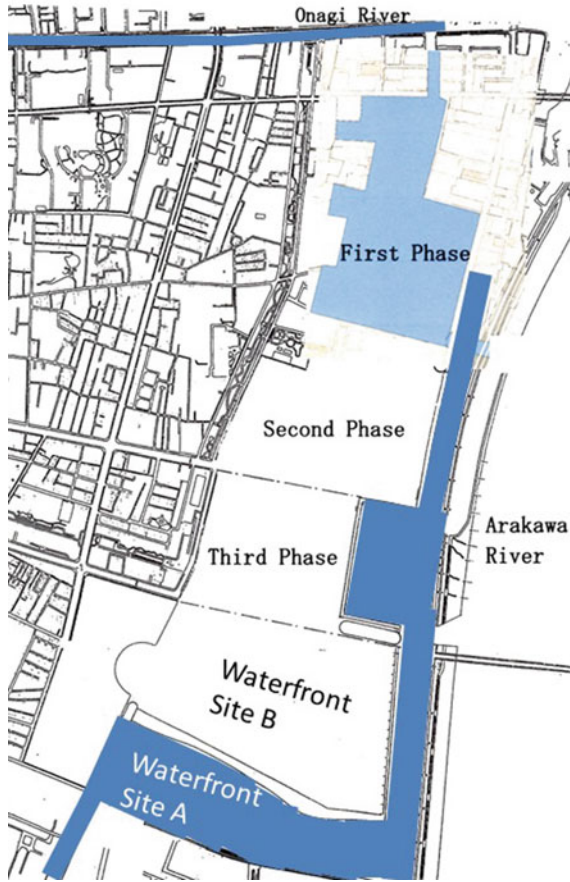 Onagi River
First Phase
Second Phase
Third Phase
Arakawa
River
Waterfront
Site B
Waterfront
Site A